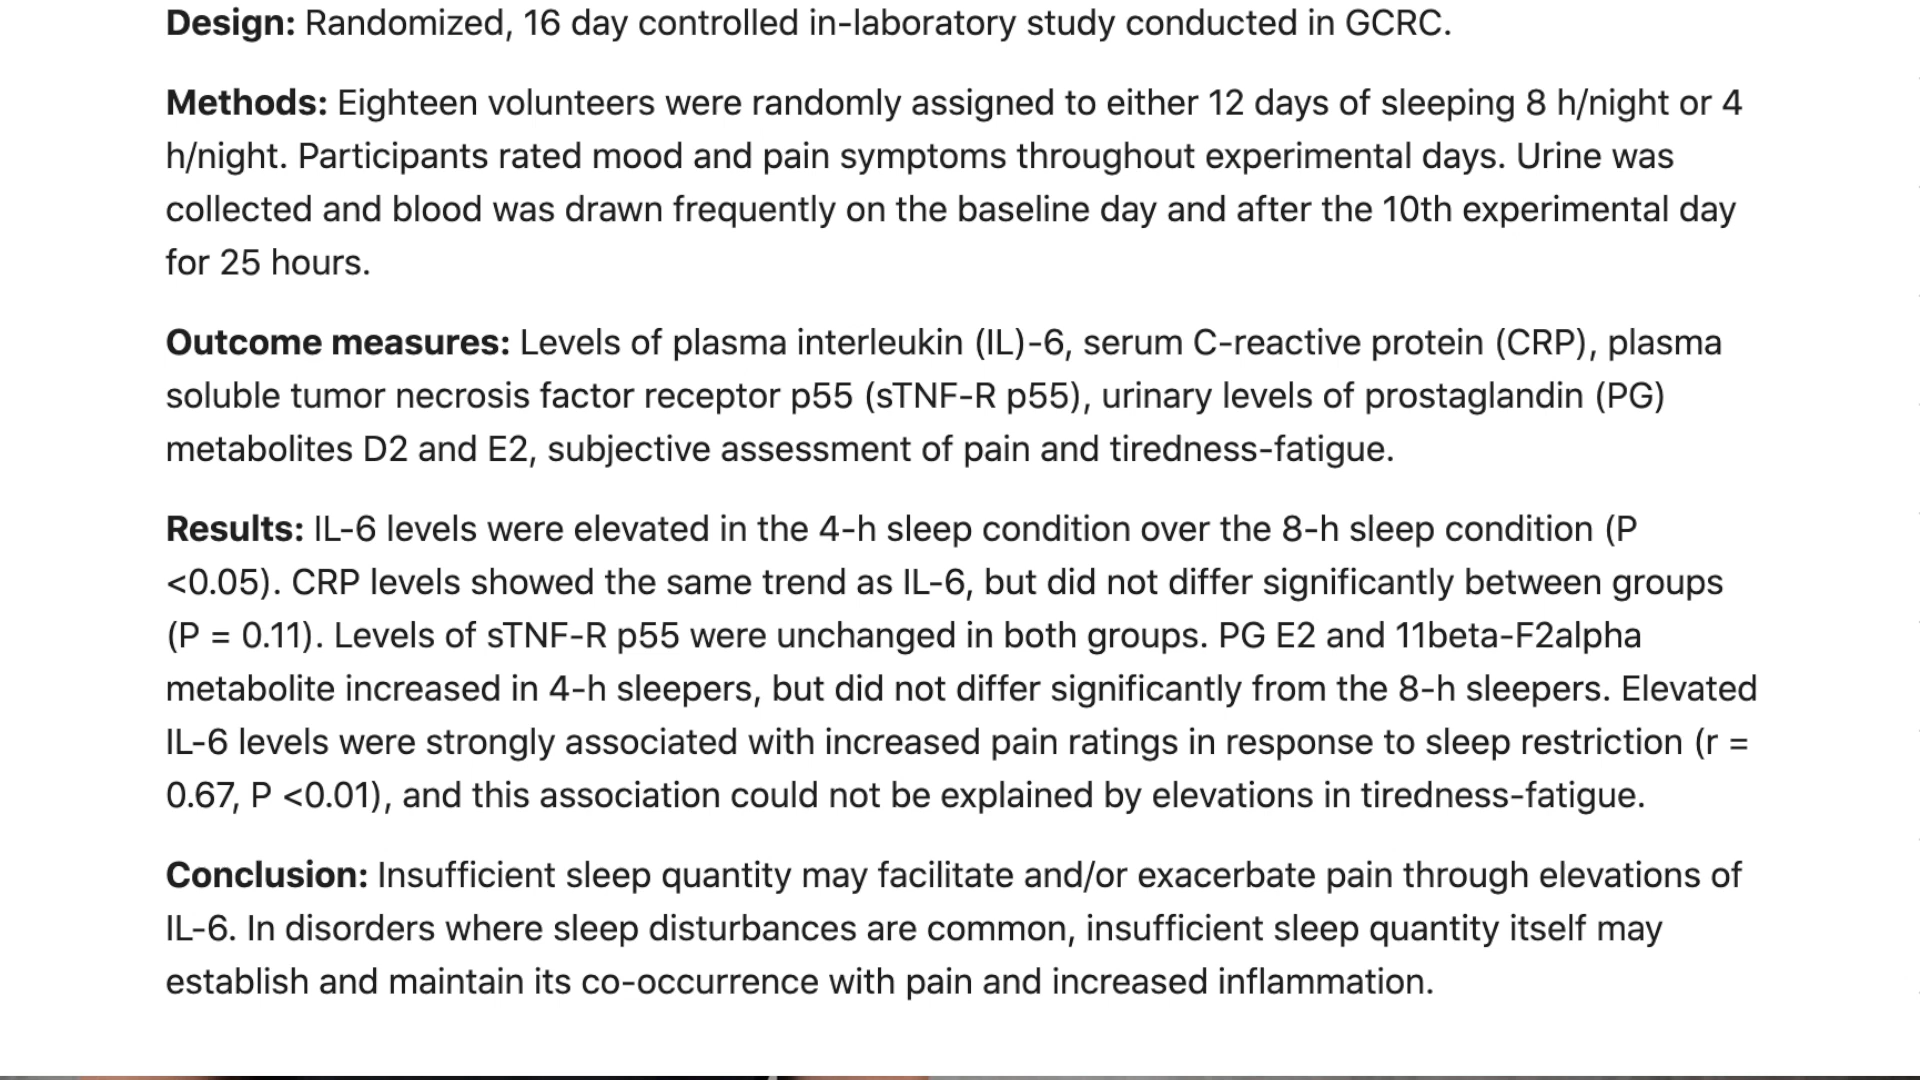 Design: Randomized, 16 day controlled in-laboratory study conducted in GCRC.
Methods: Eighteen volunteers were randomly assigned to either 12 days of sleeping 8 h/night or 4
h/night. Participants rated mood and pain symptoms throughout experimental days. Urine was
collected and blood was drawn frequently on the baseline day and after the 10th experimental day
for 25 hours.
Outcome measures: Levels of plasma interleukin (IL)-6, serum C-reactive protein (CRP), plasma
soluble tumor necrosis factor receptor p55 (sTNF-R p55), urinary levels of prostaglandin (PG)
metabolites D2 and E2, subjective assessment of pain and tiredness-fatigue.
Results: IL-6 levels were elevated in the 4-h sleep condition over the 8-h sleep condition (P
<0.05). CRP levels showed the same trend as IL-6, but did not differ significantly between groups
(P = 0.11). Levels of sTNF-R p55 were unchanged in both groups. PG E2 and 11beta-F2alpha
metabolite increased in 4-h sleepers, but did not differ significantly from the 8-h sleepers. Elevated
IL-6 levels were strongly associated with increased pain ratings in response to sleep restriction (r =
0.67, P <0.01), and this association could not be explained by elevations in tiredness-fatigue.
Conclusion: Insufficient sleep quantity may facilitate and/or exacerbate pain through elevations of
IL-6. In disorders where sleep disturbances are common, insufficient sleep quantity itself may
establish and maintain its co-occurrence with pain and increased inflammation.